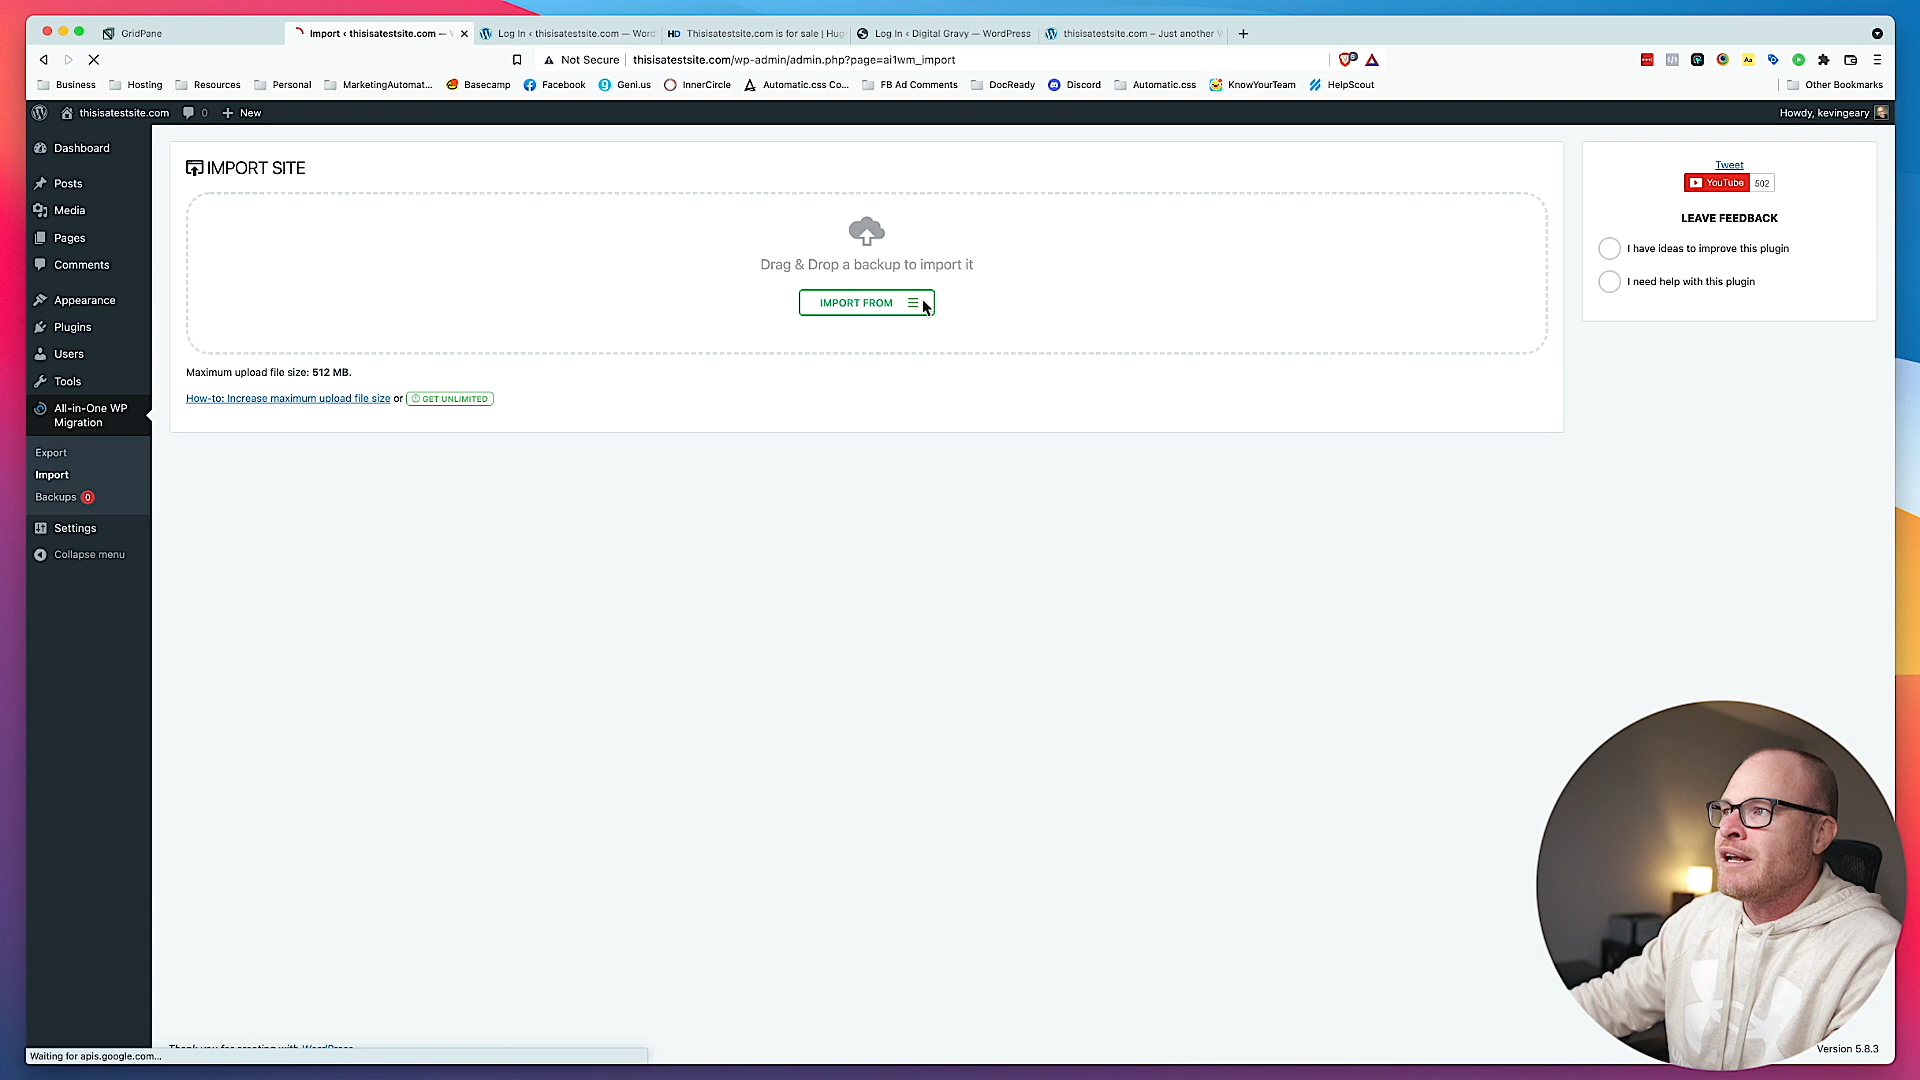 GridPane
Import ‹ thisisatestsite.com —
Log In ‹ thisisatestsite.com — Word
HD Thisisatestsite.com is for sale | Hug
Log In ‹ Digital Gravy — WordPress
thisisatestsite.com – Just another W
Not Secure
thisisatestsite.com/wp-admin/admin.php?page=ai1wm_import
Business
Hosting
Resources
Personal
MarketingAutomat...
Basecamp
Facebook
Geni.us
InnerCircle
Automatic.css Co...
FB Ad Comments
DocReady
Discord
Automatic.css
KnowYourTeam
HelpScout
Other Bookmarks
thisisatestsite.com
0
New
Howdy, kevingeary
Dashboard
Posts
Media
Pages
Comments
Appearance
Plugins
Users
Tools
All-in-One WP
Migration
Export
Import
Backups 0
Settings
Collapse menu
IMPORT SITE
Drag & Drop a backup to import it
IMPORT FROM
Maximum upload file size: 512 MB.
How-to: Increase maximum upload file size or GET UNLIMITED
Tweet
YouTube 502
LEAVE FEEDBACK
I have ideas to improve this plugin
I need help with this plugin
Thank you for creating with WordPress
Waiting for apis.google.com...
Version 5.8.3